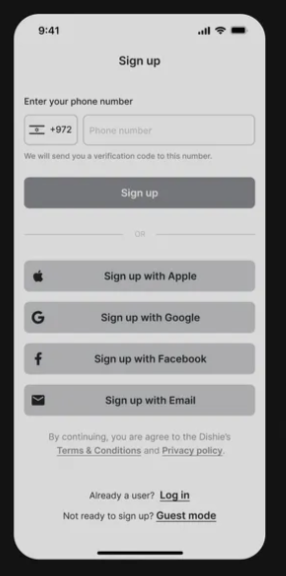 9:41
Sign up
Enter your phone number
+972 Phone number
We will send you a verification code to this number.
Sign up
OR
Sign up with Apple
Sign up with Google
Sign up with Facebook
Sign up with Email
By continuing, you are agree to the Dishie's
Terms & Conditions and Privacy policy.
Already a user? Log in
Not ready to sign up? Guest mode